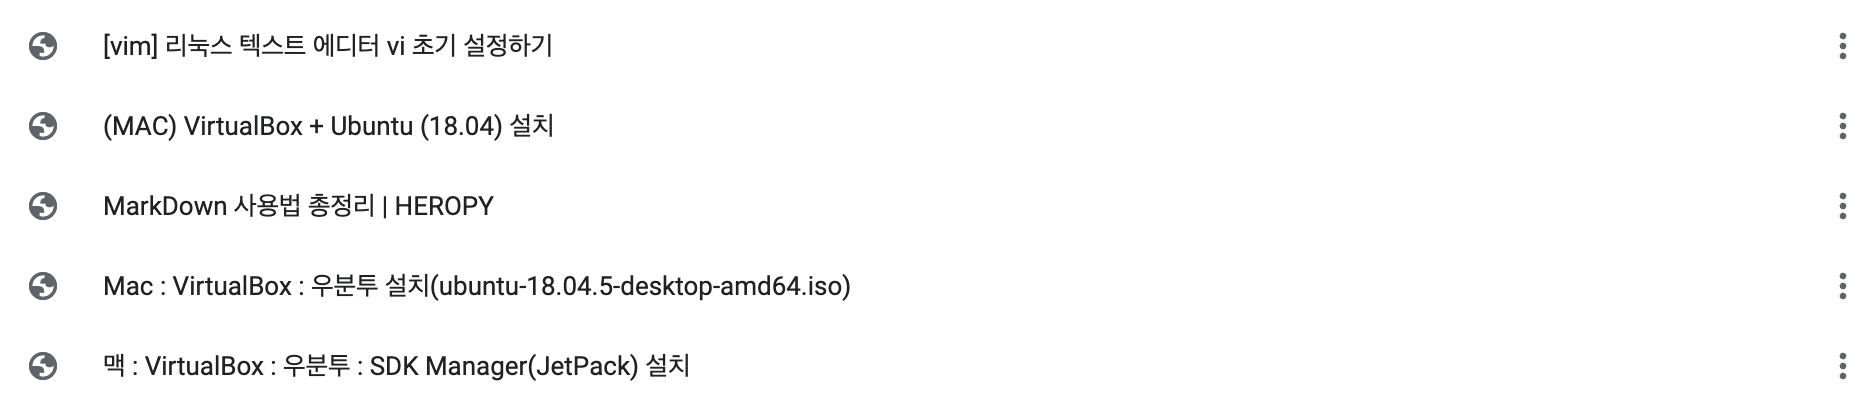 [vim] 리눅스 텍스트 에디터 vi 초기 설정하기
(MAC) VirtualBox + Ubuntu (18.04) 설치
MarkDown 사용법 총정리 | HEROPY
Mac : VirtualBox : 우분투 설치(ubuntu-18.04.5-desktop-amd64.iso)
맥 : VirtualBox : 우분투 : SDK Manager(JetPack) 설치